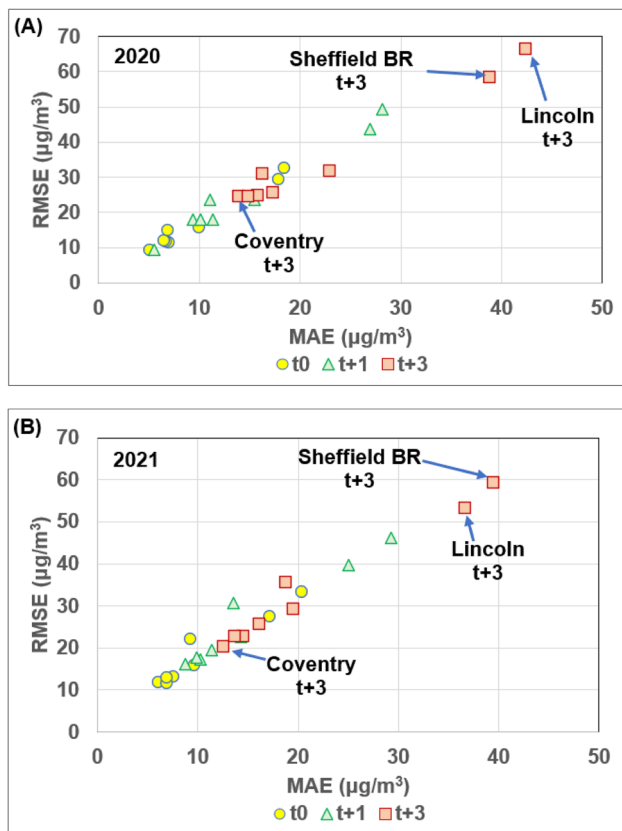 (A)
2020
70
60
50
40
30
20
10
0
RMSE (µg/m³)
Sheffield BR
t+3
Lincoln
t+3
Coventry
t+3
0 10 20 30 40 50
MAE (µg/m³)
t0 t+1 t+3
(B)
2021
70
60
50
40
30
20
10
0
RMSE (µg/m³)
Sheffield BR
t+3
Lincoln
t+3
Coventry
t+3
0 10 20 30 40 50
MAE (µg/m³)
t0 t+1 t+3